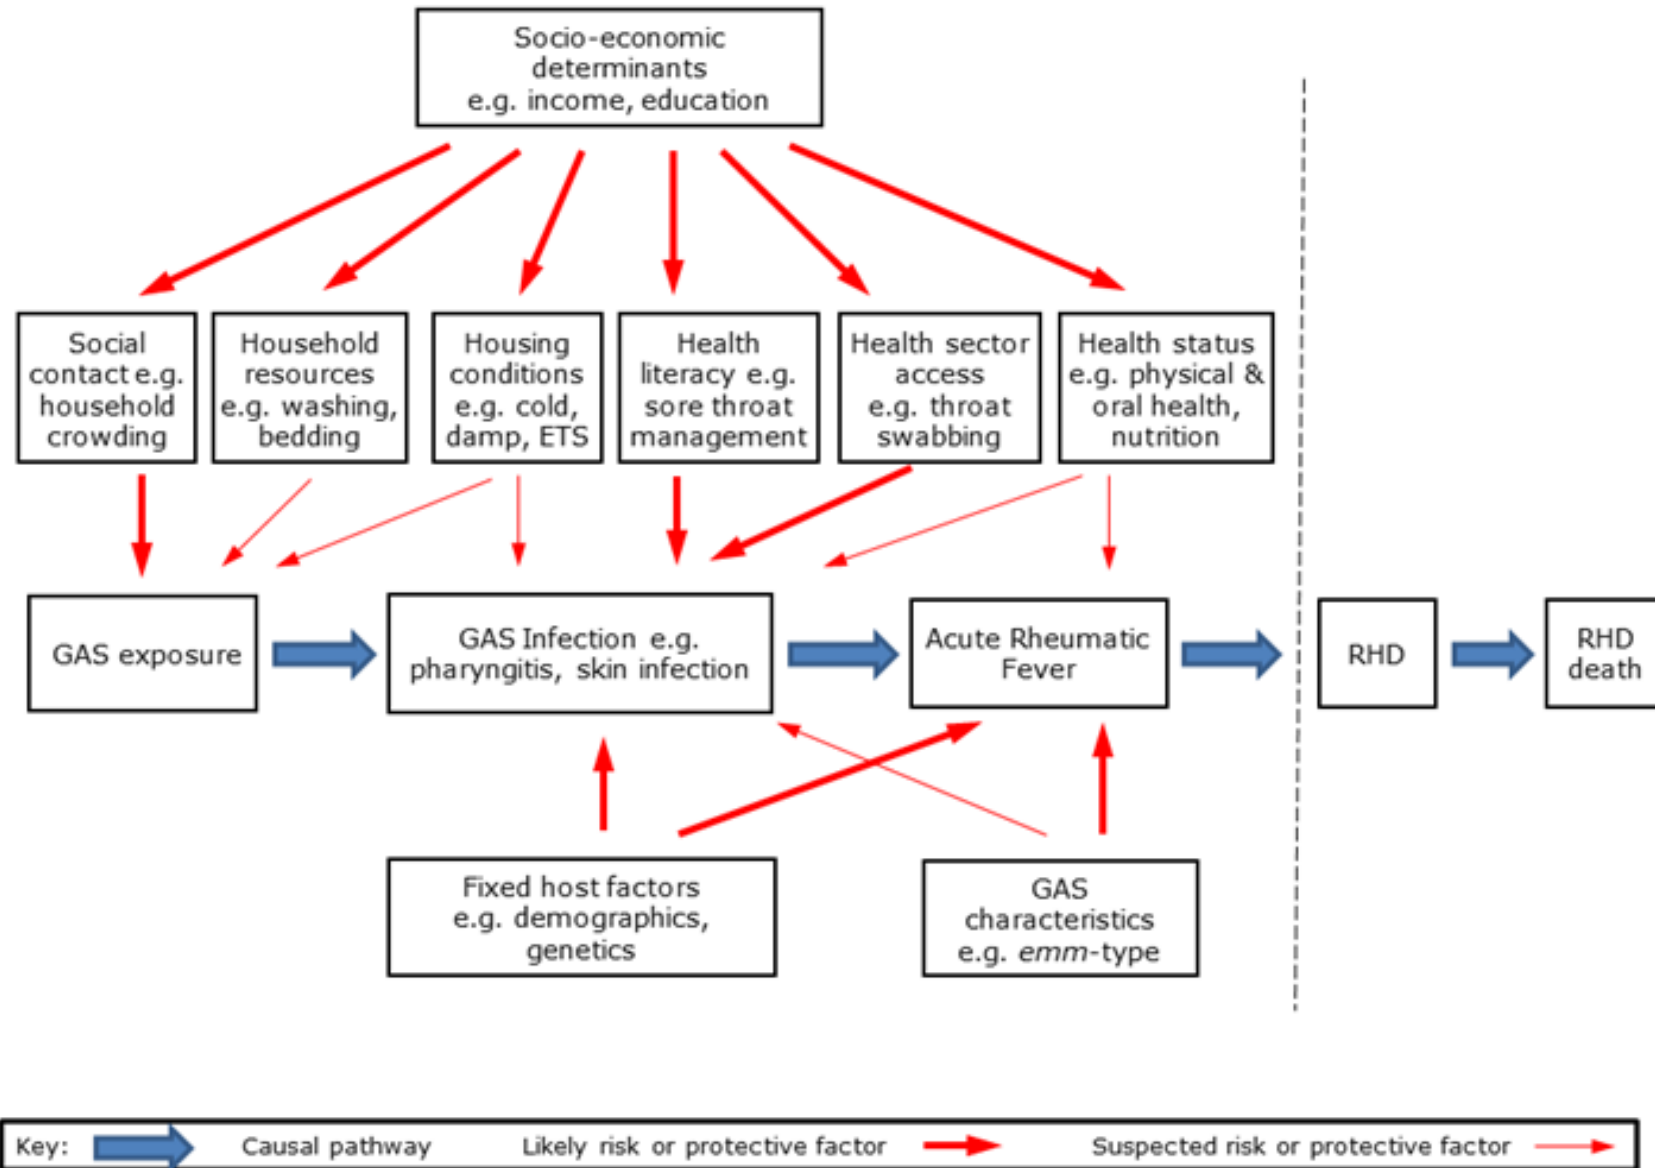 Socio-economic
determinants
e.g. income, education
Social
contact e.g.
household
crowding
Household
resources
e.g. washing,
bedding
Housing
conditions
e.g. cold,
damp, ETS
Health
literacy e.g.
sore throat
management
Health sector
access
e.g. throat
swabbing
Health status
e.g. physical &
oral health,
nutrition
GAS exposure
GAS Infection e.g.
pharyngitis, skin infection
Acute Rheumatic
Fever
RHD
RHD
death
Fixed host factors
e.g. demographics,
genetics
GAS
characteristics
e.g. emm-type
Key: Causal pathway Likely risk or protective factor Suspected risk or protective factor